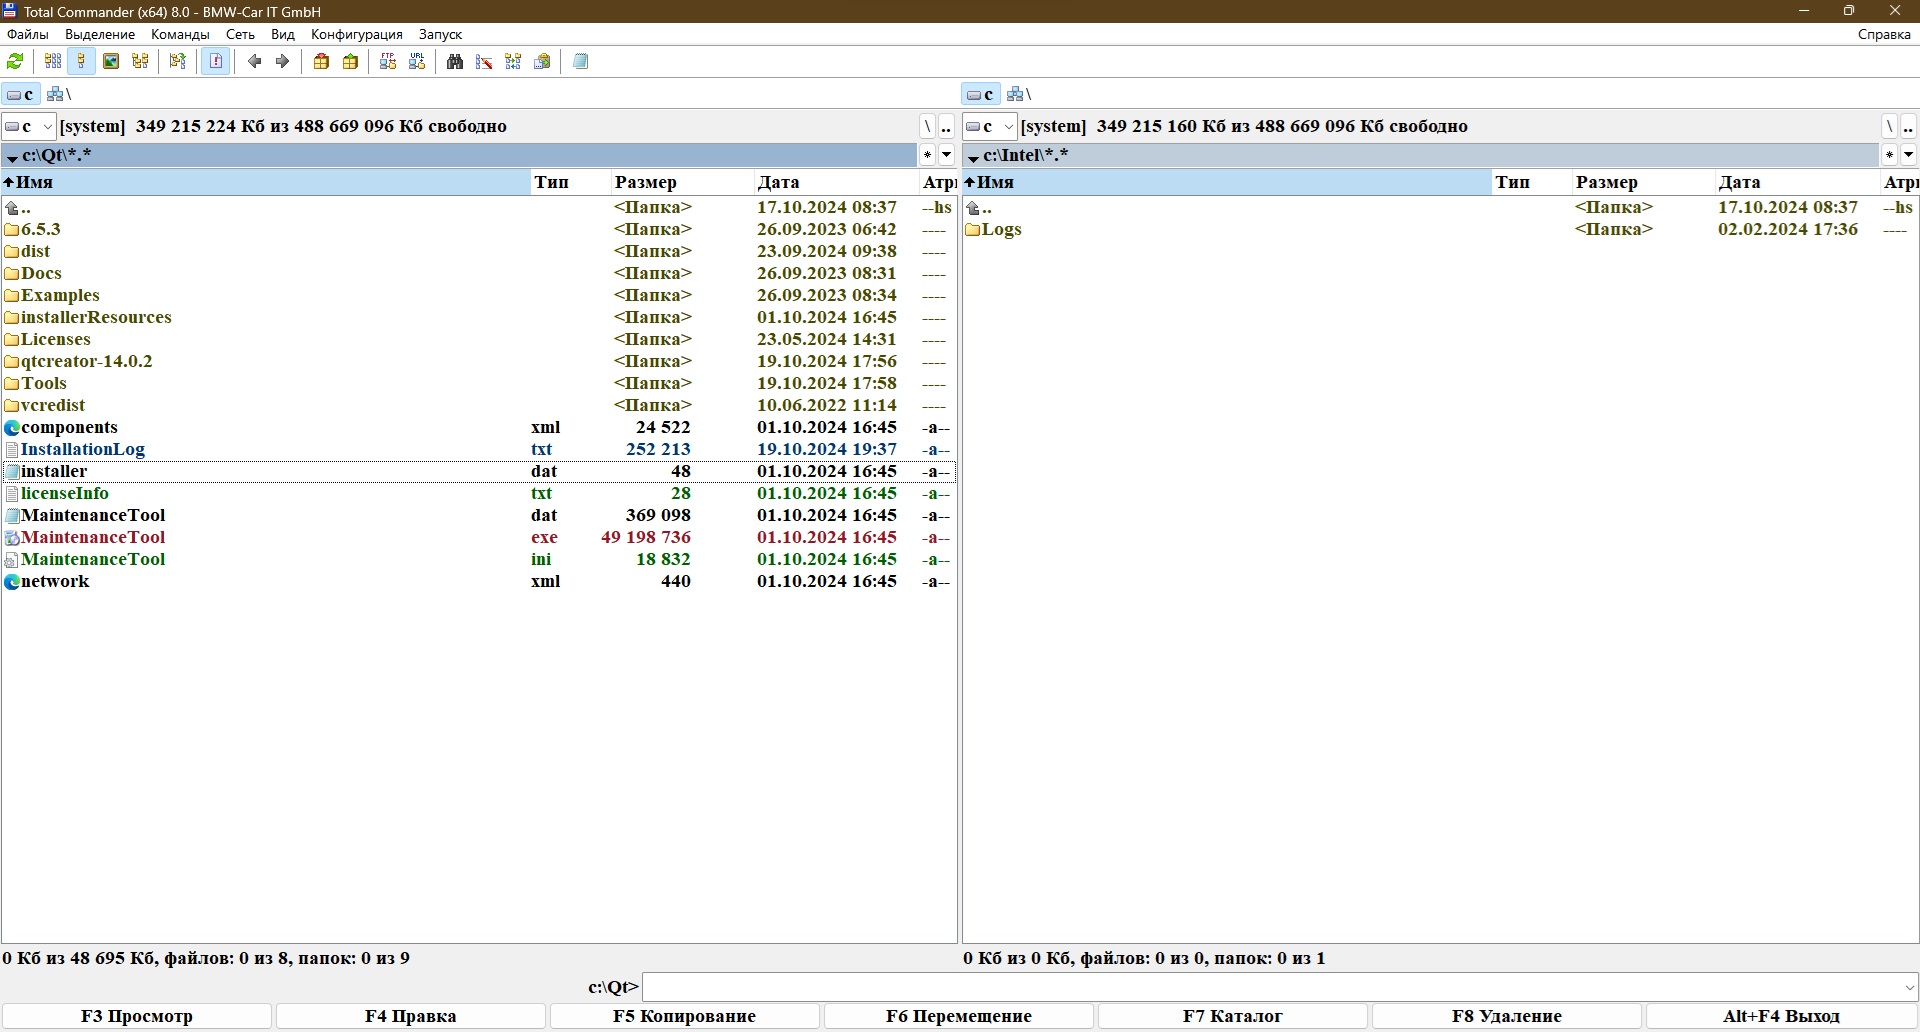 Total Commander (x64) 8.0 - BMW-Car IT GmbH
Файлы Выделение Команды Сеть Вид Конфигурация Запуск Справка
FTP URL
c \
c [system] 349 215 224 Кб из 488 669 096 Кб свободно \ ..
c:\Qt\*.* *
Имя Тип Размер Дата Атри
.. <Папка> 17.10.2024 08:37 --hs
6.5.3 <Папка> 26.09.2023 06:42 ----
dist <Папка> 23.09.2024 09:38 ----
Docs <Папка> 26.09.2023 08:31 ----
Examples <Папка> 26.09.2023 08:34 ----
installerResources <Папка> 01.10.2024 16:45 ----
Licenses <Папка> 23.05.2024 14:31 ----
qtcreator-14.0.2 <Папка> 19.10.2024 17:56 ----
Tools <Папка> 19.10.2024 17:58 ----
vcredist <Папка> 10.06.2022 11:14 ----
components xml 24 522 01.10.2024 16:45 -a--
InstallationLog txt 252 213 19.10.2024 19:37 -a--
installer dat 48 01.10.2024 16:45 -a--
licenseInfo txt 28 01.10.2024 16:45 -a--
MaintenanceTool dat 369 098 01.10.2024 16:45 -a--
MaintenanceTool exe 49 198 736 01.10.2024 16:45 -a--
MaintenanceTool ini 18 832 01.10.2024 16:45 -a--
network xml 440 01.10.2024 16:45 -a--
0 Кб из 48 695 Кб, файлов: 0 из 8, папок: 0 из 9
c \
c [system] 349 215 160 Кб из 488 669 096 Кб свободно \ ..
c:\Intel\*.* *
Имя Тип Размер Дата Атри
.. <Папка> 17.10.2024 08:37 --hs
Logs <Папка> 02.02.2024 17:36 ----
0 Кб из 0 Кб, файлов: 0 из 0, папок: 0 из 1
c:\Qt>
F3 Просмотр F4 Правка F5 Копирование F6 Перемещение F7 Каталог F8 Удаление Alt+F4 Выход